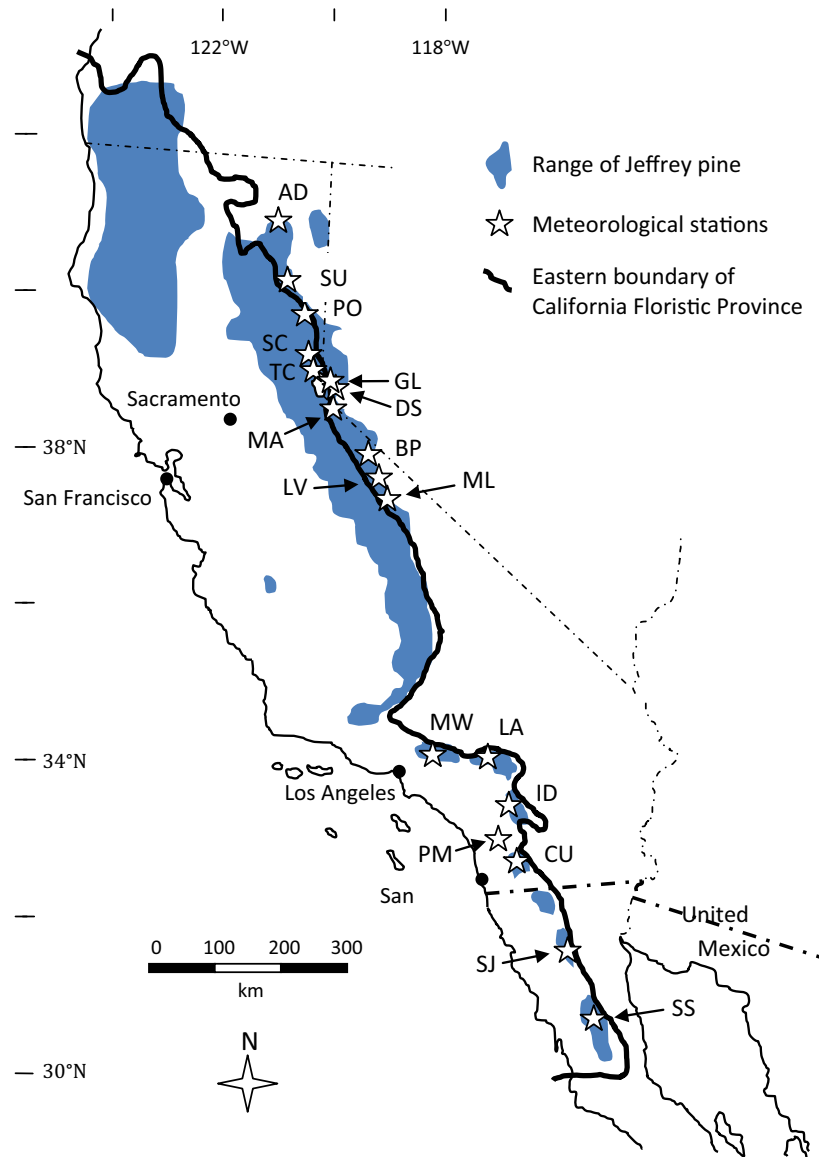 122°W
118°W
Range of Jeffrey pine
Meteorological stations
Eastern boundary of
California Floristic Province
AD
SU
PO
SC
TC
GL
DS
Sacramento
MA
38°N
BP
San Francisco
LV
ML
MW
LA
34°N
Los Angeles
ID
PM
CU
San
United
Mexico
0
100
200
300
km
SJ
SS
N
30°N